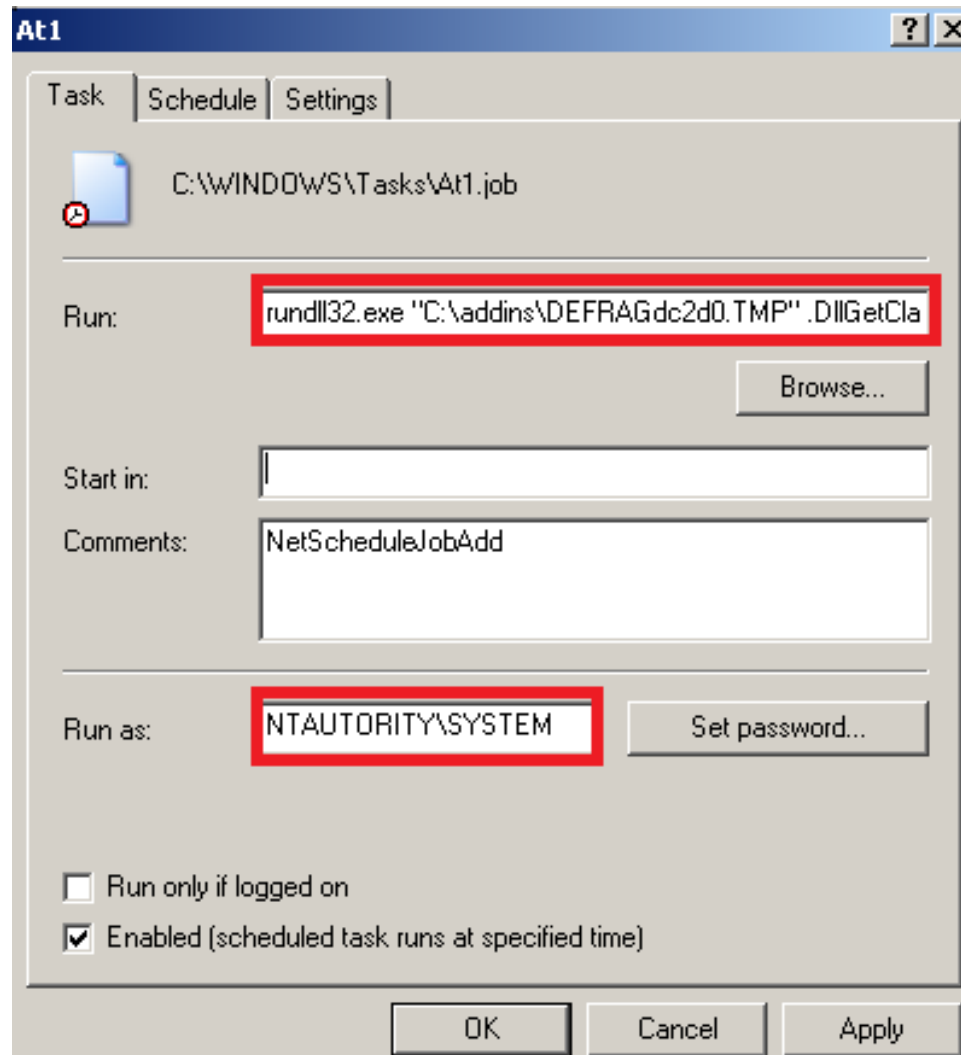 At1
Task Schedule Settings
C:\WINDOWS\Tasks\At1.job
Run: rundll32.exe "C:\addins\DEFRAGdc2d0.TMP" .DllGetCla
Browse...
Start in:
Comments: NetScheduleJobAdd
Run as: NTAUTORITY\SYSTEM Set password...
Run only if logged on
Enabled (scheduled task runs at specified time)
OK Cancel Apply